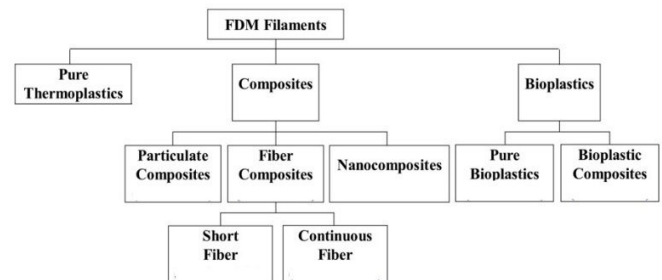 FDM Filaments
Pure
Thermoplastics
Composites
Bioplastics
Particulate
Composites
Fiber
Composites
Nanocomposites
Pure
Bioplastics
Bioplastic
Composites
Short
Fiber
Continuous
Fiber